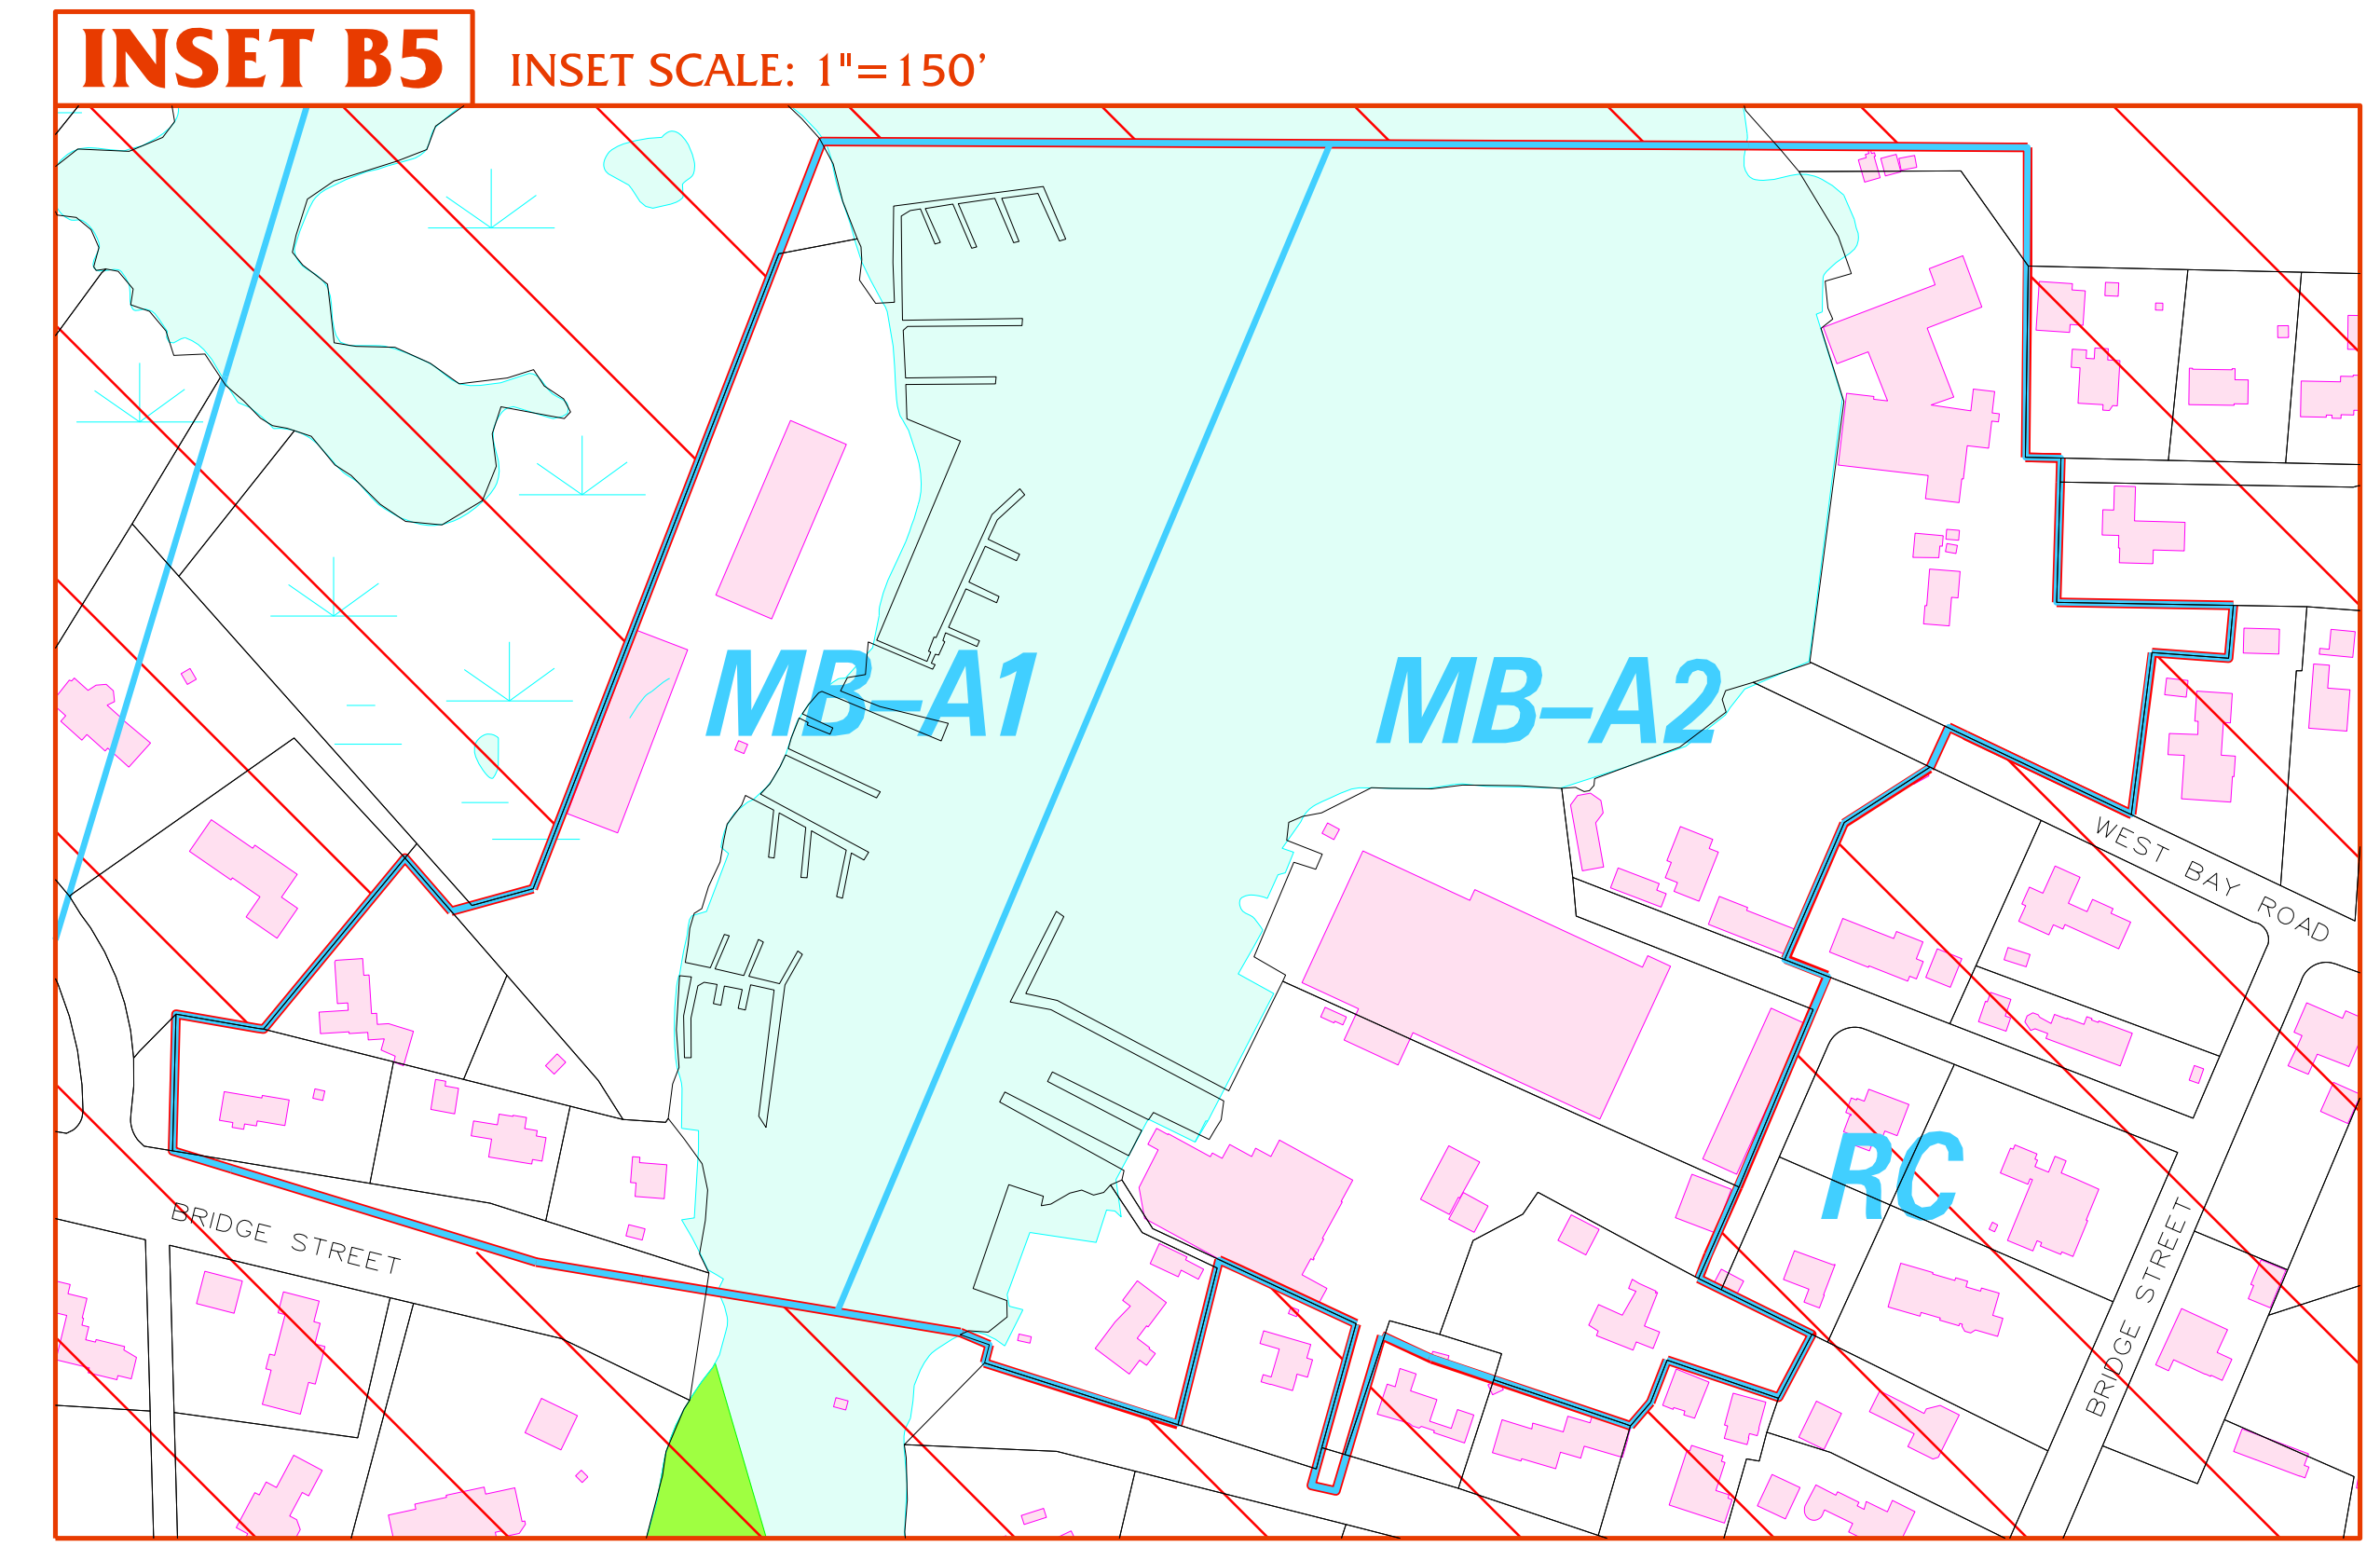 INSET B5
INSET SCALE: 1"=150'
MB–A1
MB–A2
WEST BAY ROAD
RC
BRIDGE STREET
BRIDGE STREET